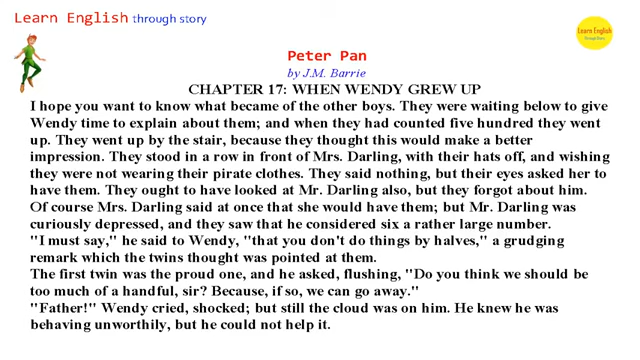 Learn English through story
Learn English
Through Story
Peter Pan
by J.M. Barrie
CHAPTER 17: WHEN WENDY GREW UP
I hope you want to know what became of the other boys. They were waiting below to give
Wendy time to explain about them; and when they had counted five hundred they went
up. They went up by the stair, because they thought this would make a better
impression. They stood in a row in front of Mrs. Darling, with their hats off, and wishing
they were not wearing their pirate clothes. They said nothing, but their eyes asked her to
have them. They ought to have looked at Mr. Darling also, but they forgot about him.
Of course Mrs. Darling said at once that she would have them; but Mr. Darling was
curiously depressed, and they saw that he considered six a rather large number.
"I must say," he said to Wendy, "that you don't do things by halves," a grudging
remark which the twins thought was pointed at them.
The first twin was the proud one, and he asked, flushing, "Do you think we should be
too much of a handful, sir? Because, if so, we can go away."
"Father!" Wendy cried, shocked; but still the cloud was on him. He knew he was
behaving unworthily, but he could not help it.